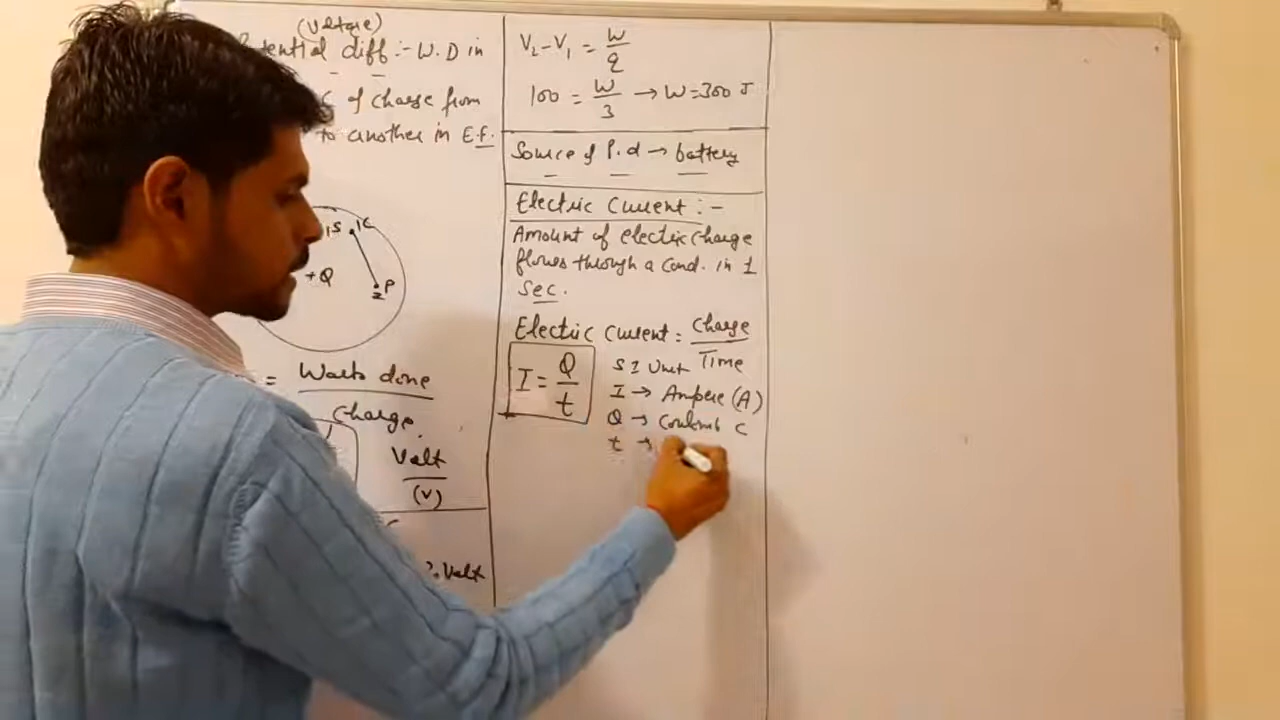 (Voltage)
tential diff :- W.D in
C of charge from
to another in E.f.
+Q
1C
P
2
= Work done
Charge
Volt
(V)
Volt
V₂-V₁ = W
q
100 = W → W=300 J
3
Source of P.d → battery
Electric Current :-
Amount of electric charge
flows through a cond. in 1
Sec.
Electric Current = Charge
Time
I = Q
t
S I Unit
I → Ampere (A)
Q → Coulomb C
t →